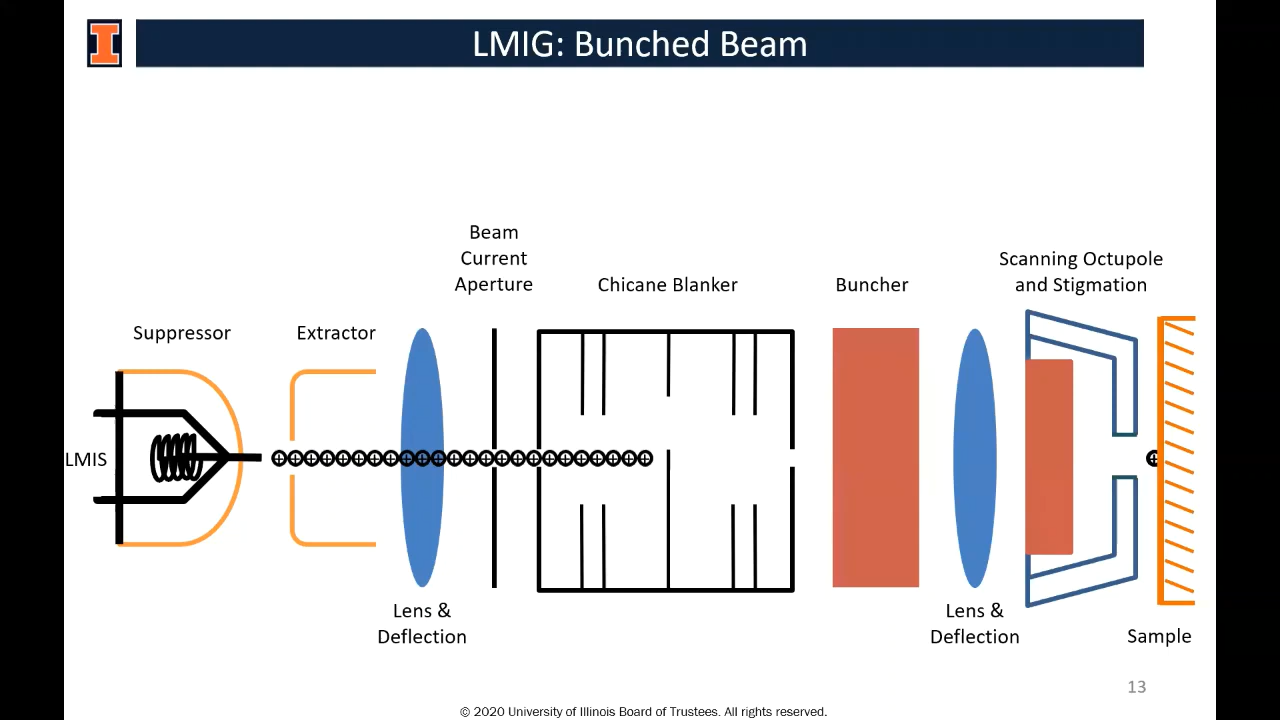 I
LMIG: Bunched Beam
Beam
Current
Aperture
Chicane Blanker
Buncher
Scanning Octupole
and Stigmation
Suppressor
Extractor
LMIS
Lens &
Deflection
Lens &
Deflection
Sample
13
© 2020 University of Illinois Board of Trustees. All rights reserved.